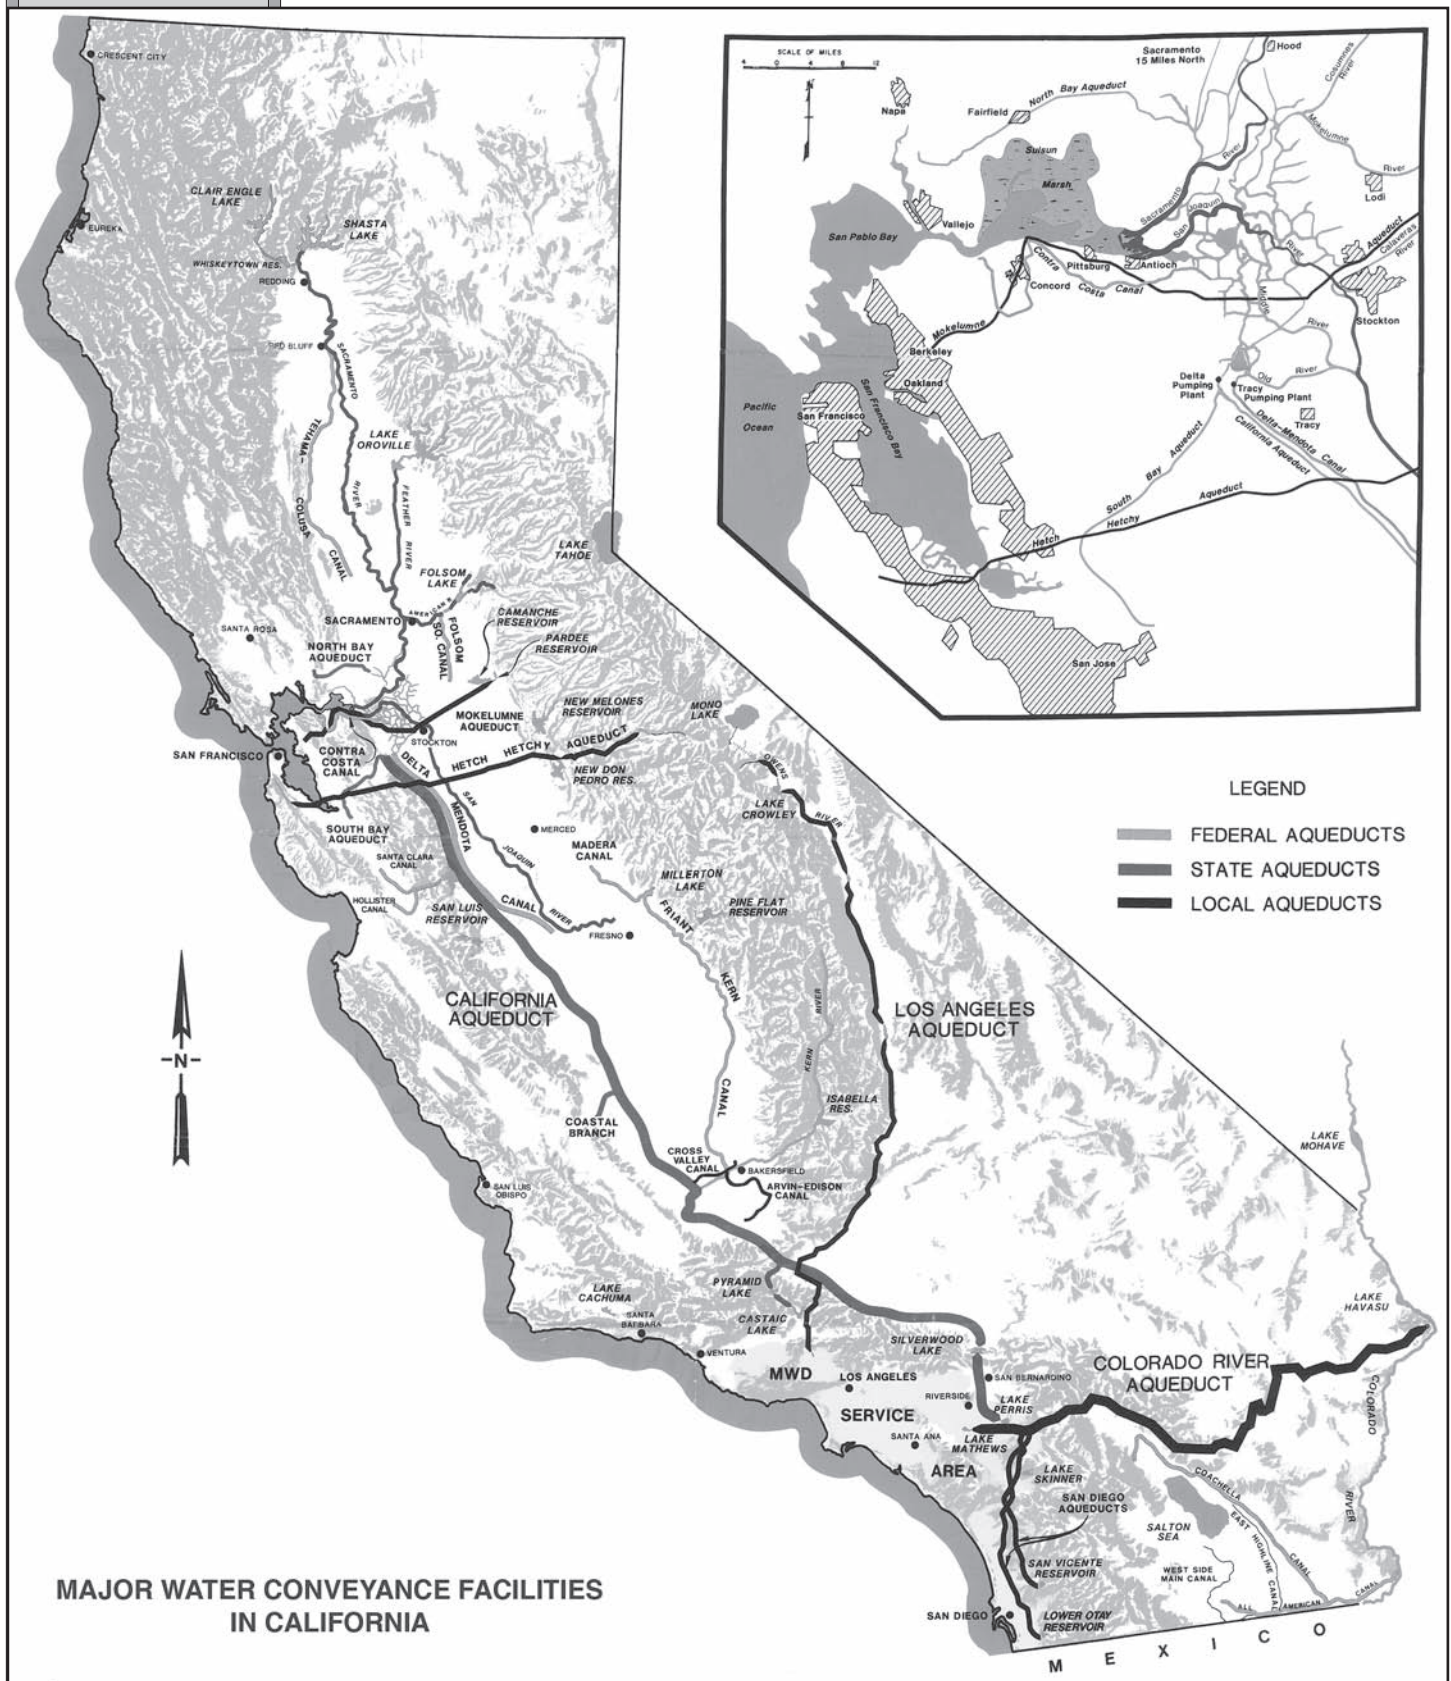 CRESCENT CITY
CLAIR ENGLE
LAKE
EUREKA
SHASTA
LAKE
WHISKEYTOWN RES.
REDDING
RED BLUFF
SACRAMENTO
RIVER
TEHAMA–
COLUSA
CANAL
LAKE
OROVILLE
FEATHER RIVER
LAKE
TAHOE
FOLSOM
LAKE
AMERICAN R.
SACRAMENTO
FOLSOM
SO. CANAL
CAMANCHE
RESERVOIR
PARDEE
RESERVOIR
SANTA ROSA
NORTH BAY
AQUEDUCT
NEW MELONES
RESERVOIR
MONO
LAKE
MOKELUMNE
AQUEDUCT
STOCKTON
SAN FRANCISCO
CONTRA
COSTA
CANAL
DELTA
MENDOTA
CANAL
HETCH HETCHY AQUEDUCT
NEW DON
PEDRO RES.
OWENS
RIVER
LAKE
CROWLEY
SAN
JOAQUIN
RIVER
SOUTH BAY
AQUEDUCT
MERCED
MADERA
CANAL
SANTA CLARA
CANAL
HOLLISTER
CANAL
SAN LUIS
RESERVOIR
MILLERTON
LAKE
PINE FLAT
RESERVOIR
FRESNO
FRIANT
KERN
CANAL
KERN RIVER
CALIFORNIA
AQUEDUCT
LOS ANGELES
AQUEDUCT
–N–
ISABELLA
RES.
COASTAL
BRANCH
CROSS
VALLEY
CANAL
BAKERSFIELD
ARVIN–EDISON
CANAL
SAN LUIS
OBISPO
LAKE
MOHAVE
LAKE
CACHUMA
SANTA
BARBARA
PYRAMID
LAKE
CASTAIC
LAKE
VENTURA
SILVERWOOD
LAKE
LAKE
HAVASU
MWD
SERVICE
AREA
LOS ANGELES
SAN BERNARDINO
RIVERSIDE
LAKE
PERRIS
SANTA ANA
LAKE
MATHEWS
COLORADO RIVER
AQUEDUCT
COLORADO
RIVER
LAKE
SKINNER
SAN DIEGO
AQUEDUCTS
COACHELLA
CANAL
EAST HIGHLINE CANAL
SALTON
SEA
WEST SIDE
MAIN CANAL
SAN VICENTE
RESERVOIR
ALL AMERICAN CANAL
SAN DIEGO
LOWER OTAY
RESERVOIR
MEXICO
SCALE OF MILES
4 0 4 8 12
N
Sacramento
15 Miles North
Hood
Cosumnes
River
Napa
Fairfield
North Bay Aqueduct
Mokelumne
River
Lodi
Suisun
Marsh
Sacramento
River
San Joaquin
River
Vallejo
San Pablo Bay
Aqueduct
Calaveras
River
Contra
Costa
Canal
Pittsburg
Antioch
Concord
Mokelumne
Middle
River
Stockton
Berkeley
Oakland
San Francisco
San Francisco Bay
Pacific
Ocean
Delta
Pumping
Plant
Tracy
Pumping Plant
Old River
Tracy
Delta–Mendota Canal
California Aqueduct
South Bay Aqueduct
Hetch Hetchy Aqueduct
San Jose
LEGEND
FEDERAL AQUEDUCTS
STATE AQUEDUCTS
LOCAL AQUEDUCTS
MAJOR WATER CONVEYANCE FACILITIES
IN CALIFORNIA